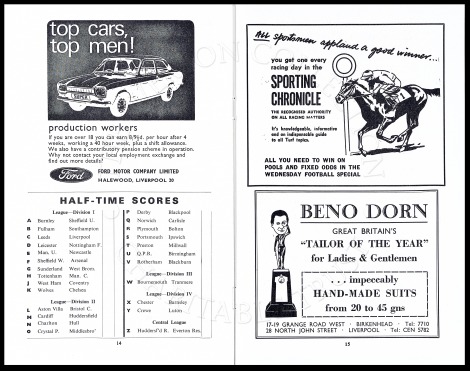 top cars,
top men!
production workers
If you are over 18 you can earn 8/9½d. per hour after 4
weeks, working a 40 hour week, plus a shift allowance.
We also have a contributory pension scheme in operation.
Why not contact your local employment exchange and
find out more details?
Ford
FORD MOTOR COMPANY LIMITED
HALEWOOD, LIVERPOOL 20
HALF-TIME SCORES
League—Division I
A Burnley Sheffield U.
B Fulham Southampton
C Leeds Liverpool
D Leicester Nottingham F.
E Man. U. Newcastle
F Sheffield W. Arsenal
G Sunderland West Brom.
H Tottenham Man. C.
J West Ham Coventry
K Wolves Chelsea
League—Division II
L Aston Villa Bristol C.
M Cardiff Huddersfield
N Charlton Hull
O Crystal P. Middlesbro'
P Derby Blackpool
Q Norwich Carlisle
R Plymouth Bolton
S Portsmouth Ipswich
T Preston Millwall
U Q.P.R. Birmingham
V Rotherham Blackburn
League—Division III
W Bournemouth Tranmere
League—Division IV
X Chester Barnsley
Y Crewe Luton
Central League
Z Huddersf'ld R. Everton Res.
14
ALL Sportsmen applaud a good winner...
you get one every
racing day in the
SPORTING
CHRONICLE
THE RECOGNISED AUTHORITY
ON ALL RACING MATTERS
It's knowledgeable, informative
and an indispensable guide
to all Turf topics.
ALL YOU NEED TO WIN ON
POOLS AND FIXED ODDS IN THE
WEDNESDAY FOOTBALL SPECIAL
BENO DORN
GREAT BRITAIN'S
"TAILOR OF THE YEAR"
for Ladies & Gentlemen
... impeccably
HAND-MADE SUITS
from 20 to 45 gns
17-19 GRANGE ROAD WEST · BIRKENHEAD · Tel: 7710
28 NORTH JOHN STREET · LIVERPOOL · Tel: CEN 5782
15